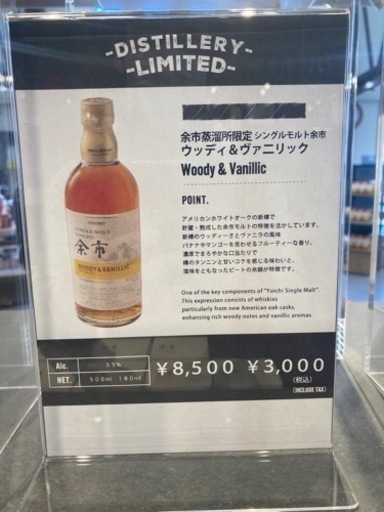 -DISTILLERY-
-LIMITED-
余市蒸溜所限定 シングルモルト余市
ウッディ&ヴァニリック
Woody & Vanillic
POINT.
アメリカンホワイトオークの新樽で
貯蔵・熟成した余市モルトの特徴を活かしています。
新樽のウッディーさとヴァニラの風味
バナナやマンゴーを思わせるフルーティーな香り。
濃厚でまろやかな口当たりで
樽のタンニンと甘いコクを感じる味わいと、
塩味をともなったピートの余韻が特徴です。
One of the key components of "Yoichi Single Malt".
This expression consists of whiskies
particularly from new American oak casks,
enhansing rich woody notes and vanillic aromas.
SINGLE MALT
YOICHI
余市
WOODY&VANILLIC
Alc. 55%
NET. 500ml 180ml
¥8,500 ¥3,000
(税込)
(INCLUDE TAX)